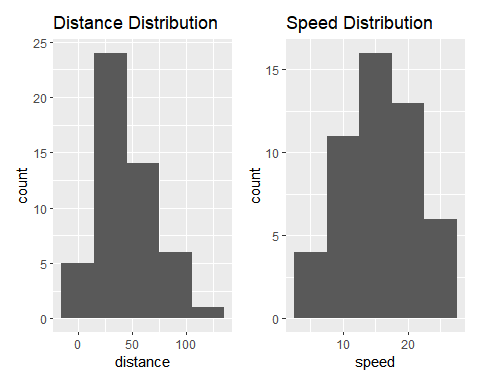 Distance Distribution
25
20
15
10
5
0
count
0 50 100
distance
Speed Distribution
15
10
5
0
count
10 20
speed